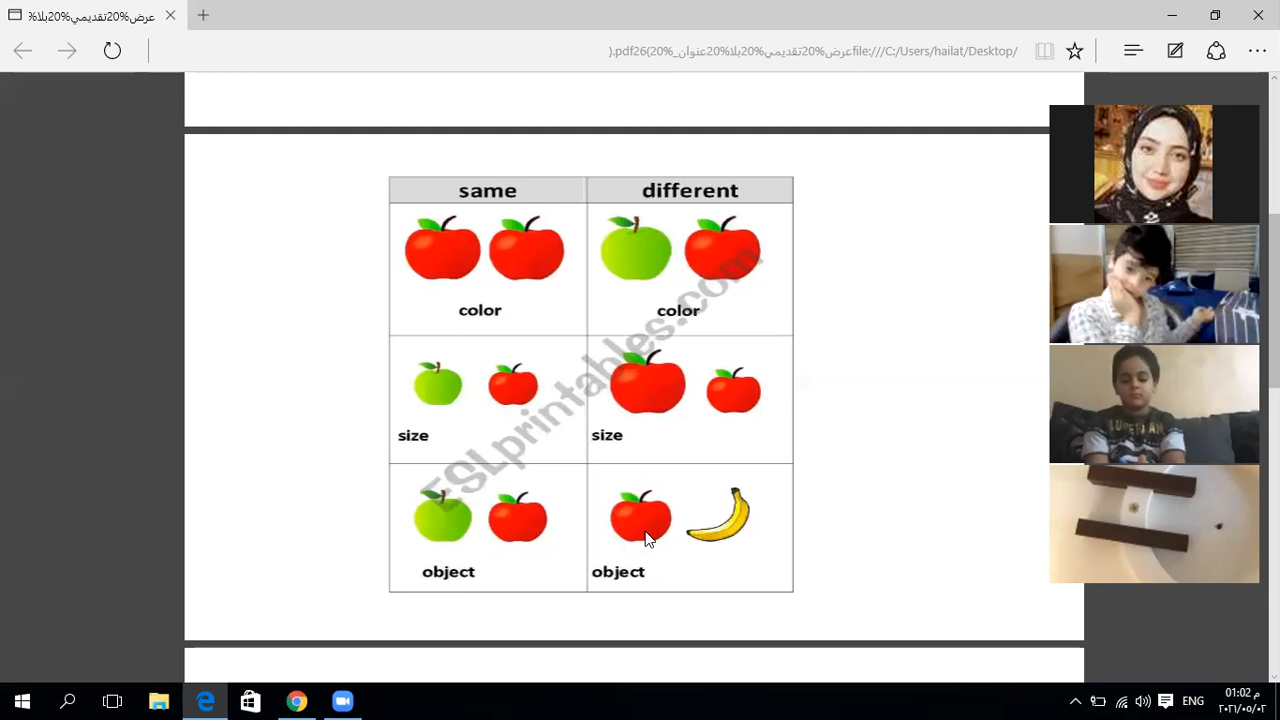 عرض%20تقديمي%20بلا%
file:///C:/Users/hailat/Desktop/عرض%20تقديمي%20بلا%20عنوان_%20(26).pdf
same
different
color
color
size
size
object
object
ESLprintables.com
ENG
01:02 م
٢٠٢١/٠٥/٠٢